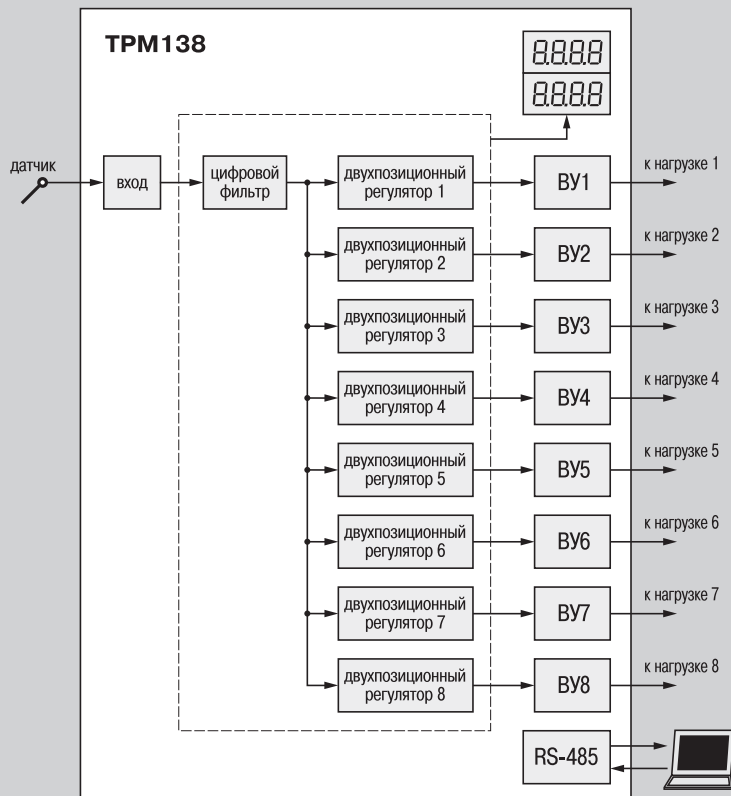 ТРМ138
8.8.8.8
8.8.8.8
датчик
вход
цифровой
фильтр
двухпозиционный
регулятор 1
ВУ1
к нагрузке 1
двухпозиционный
регулятор 2
ВУ2
к нагрузке 2
двухпозиционный
регулятор 3
ВУ3
к нагрузке 3
двухпозиционный
регулятор 4
ВУ4
к нагрузке 4
двухпозиционный
регулятор 5
ВУ5
к нагрузке 5
двухпозиционный
регулятор 6
ВУ6
к нагрузке 6
двухпозиционный
регулятор 7
ВУ7
к нагрузке 7
двухпозиционный
регулятор 8
ВУ8
к нагрузке 8
RS-485